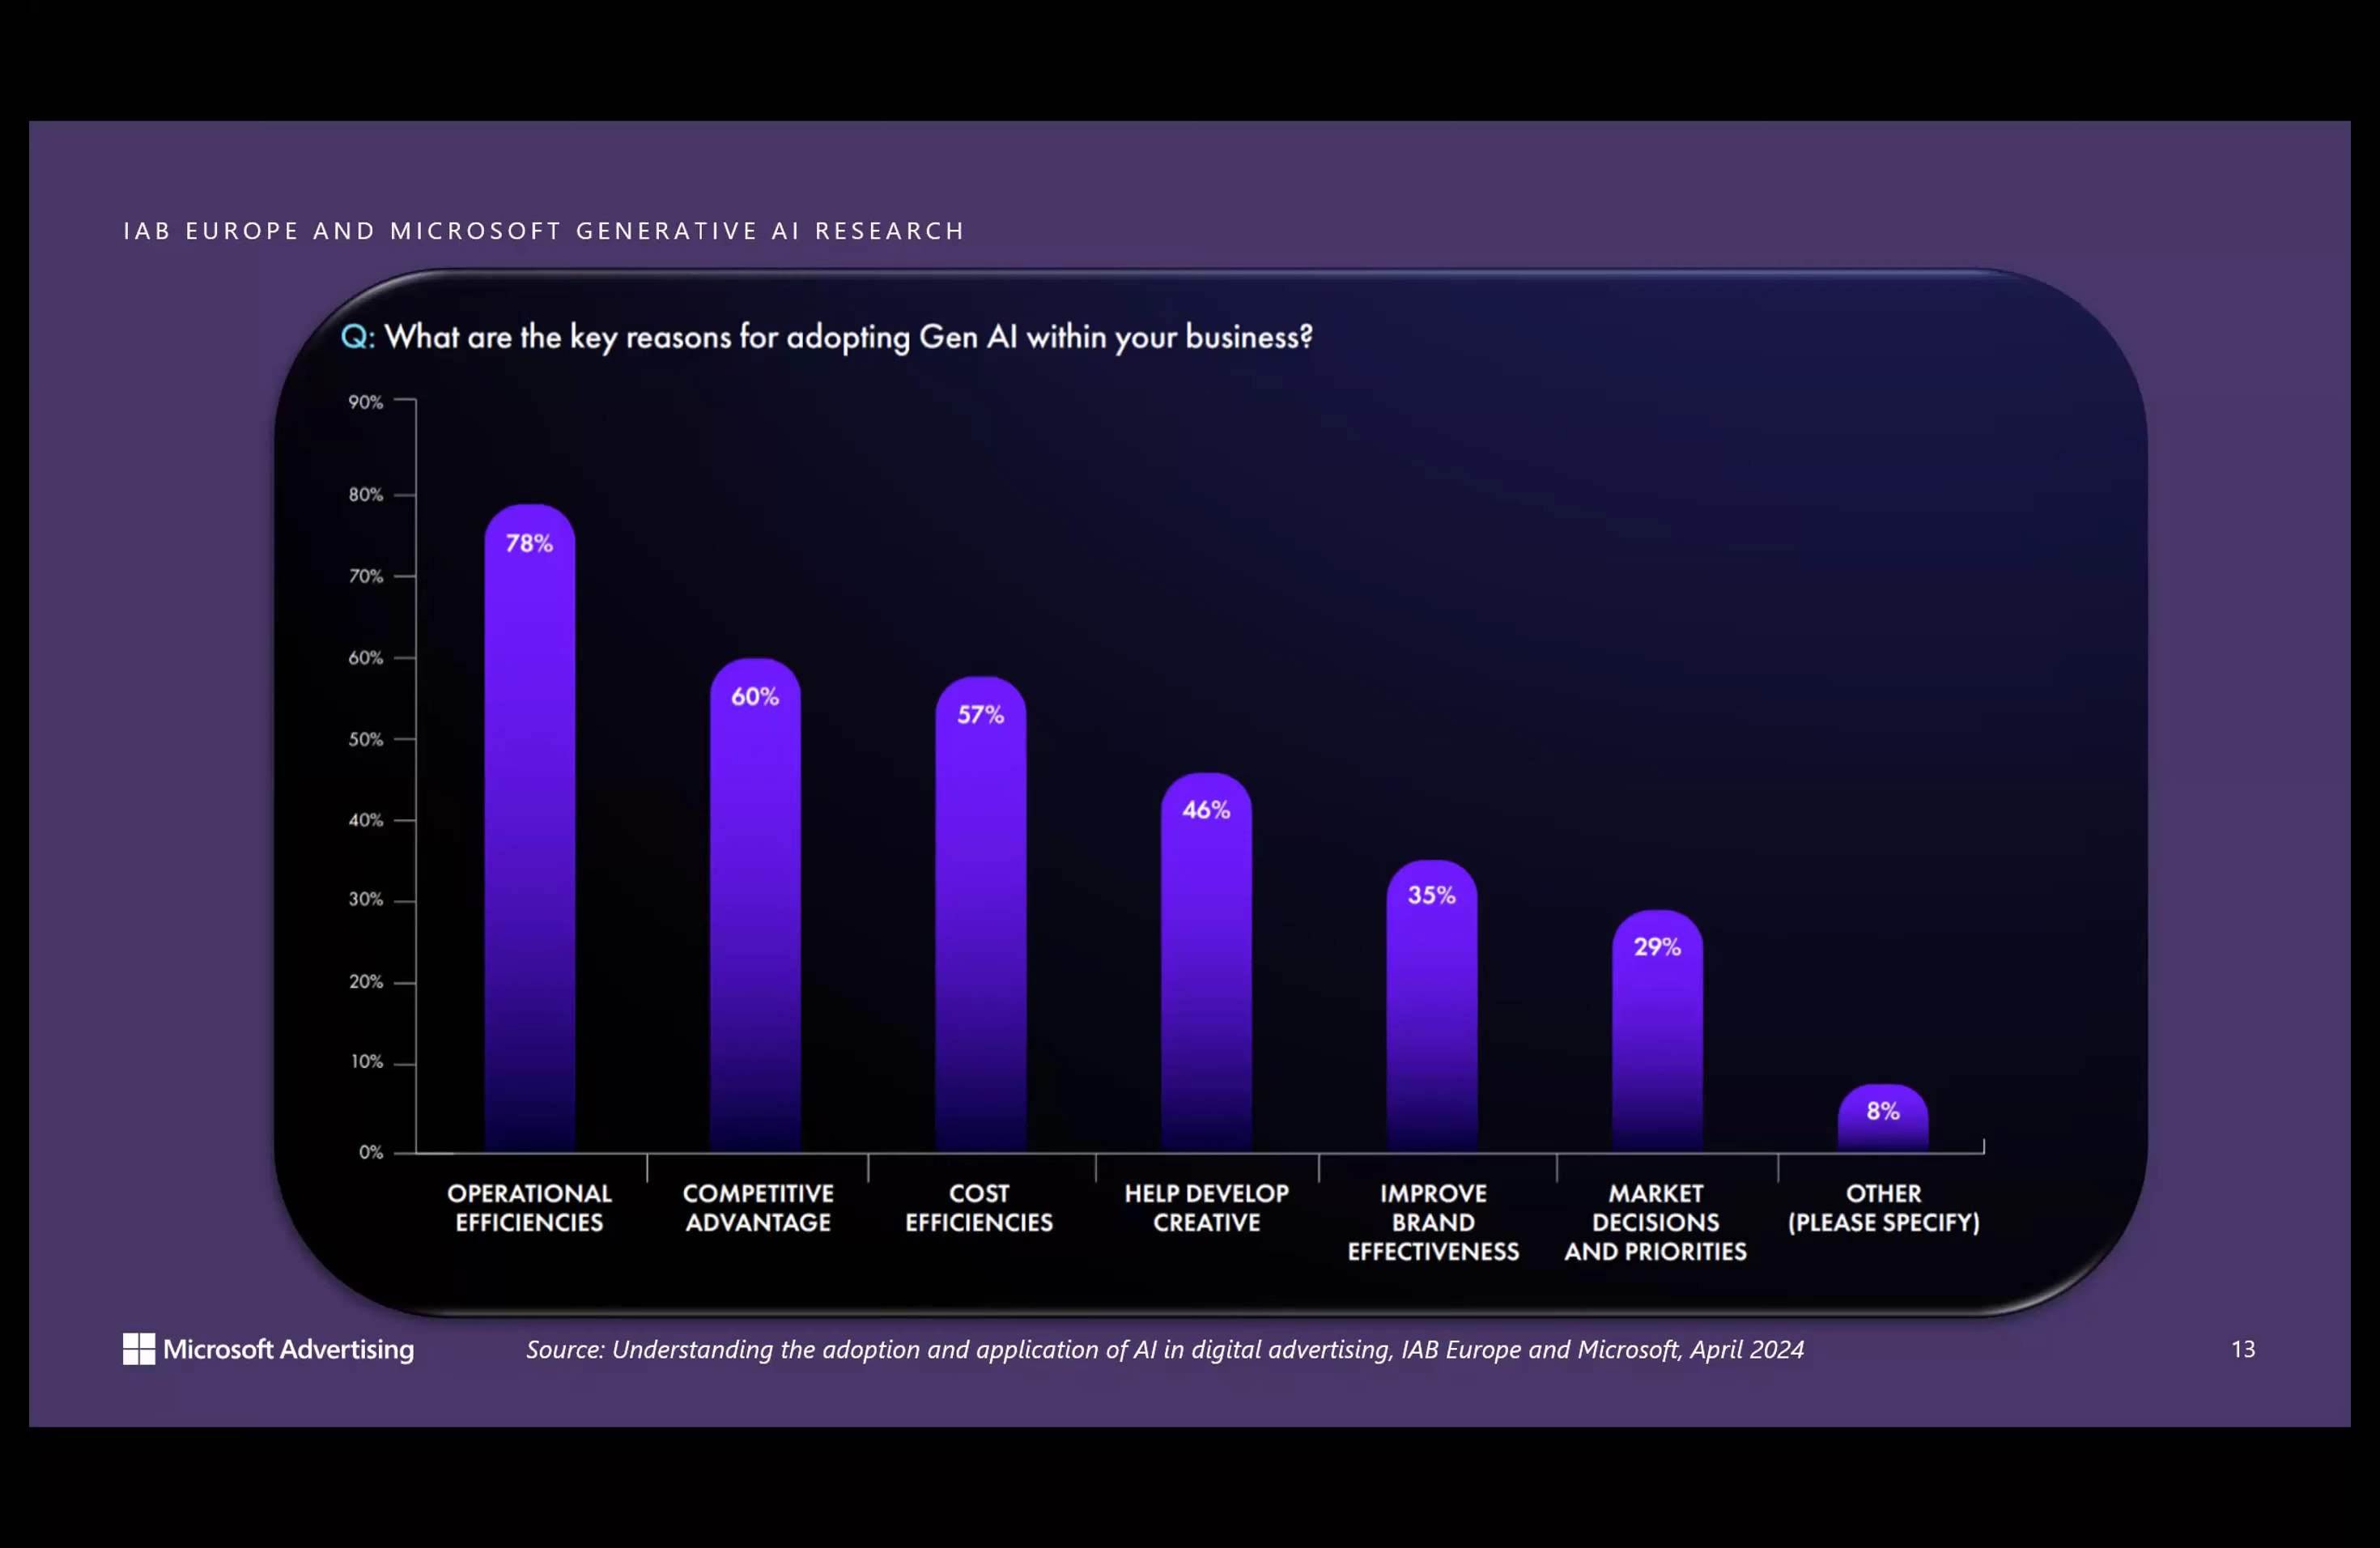 IAB EUROPE AND MICROSOFT GENERATIVE AI RESEARCH
Q: What are the key reasons for adopting Gen AI within your business?
90%
80%
70%
60%
50%
40%
30%
20%
10%
0%
78%
60%
57%
46%
35%
29%
8%
OPERATIONAL
EFFICIENCIES
COMPETITIVE
ADVANTAGE
COST
EFFICIENCIES
HELP DEVELOP
CREATIVE
IMPROVE
BRAND
EFFECTIVENESS
MARKET
DECISIONS
AND PRIORITIES
OTHER
(PLEASE SPECIFY)
Microsoft Advertising
Source: Understanding the adoption and application of AI in digital advertising, IAB Europe and Microsoft, April 2024
13